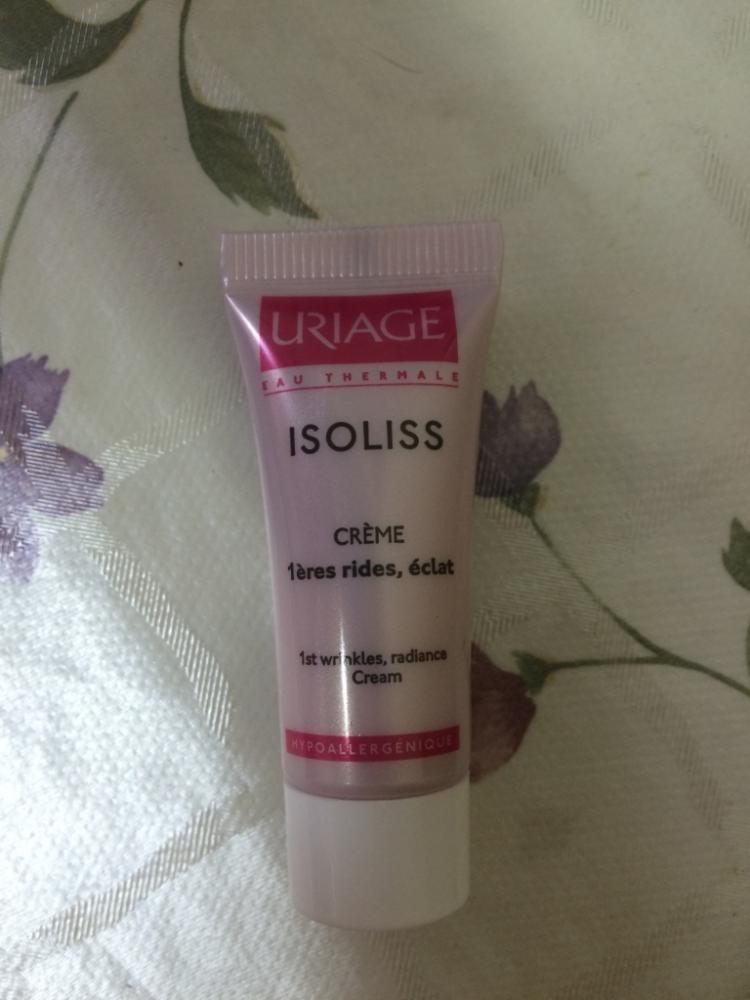 URIAGE
EAU THERMALE
ISOLISS
CRÈME
1ères rides, éclat
1st wrinkles, radiance
Cream
HYPOALLERGÉNIQUE